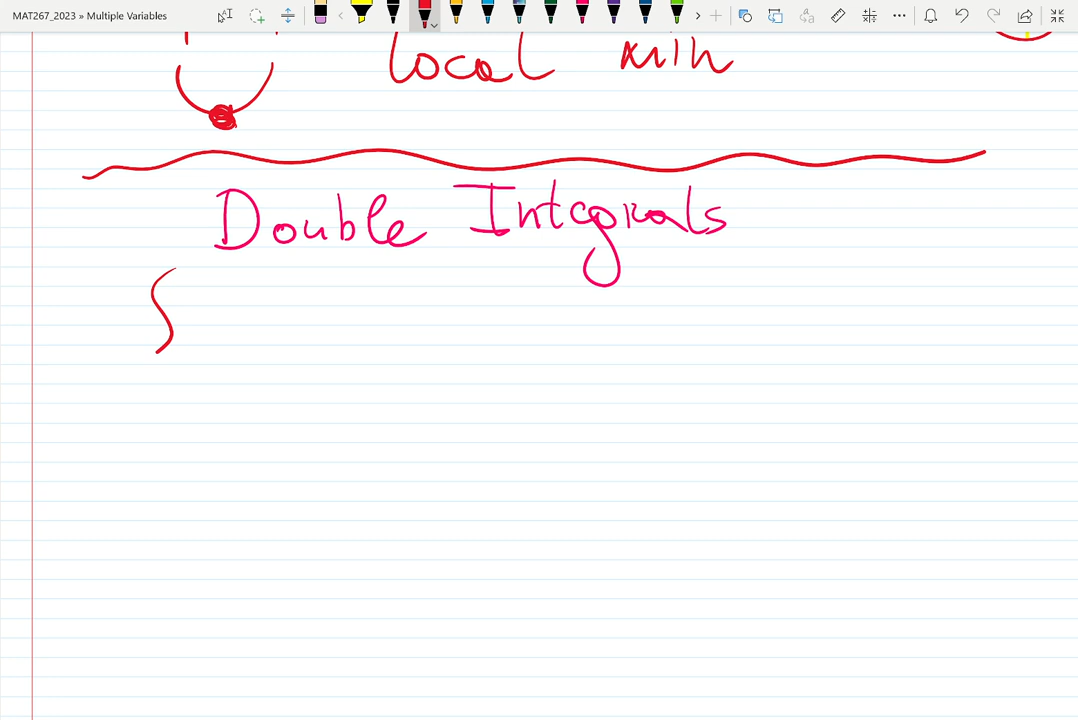 MAT267_2023 » Multiple Variables
local min
Double Integrals
∫